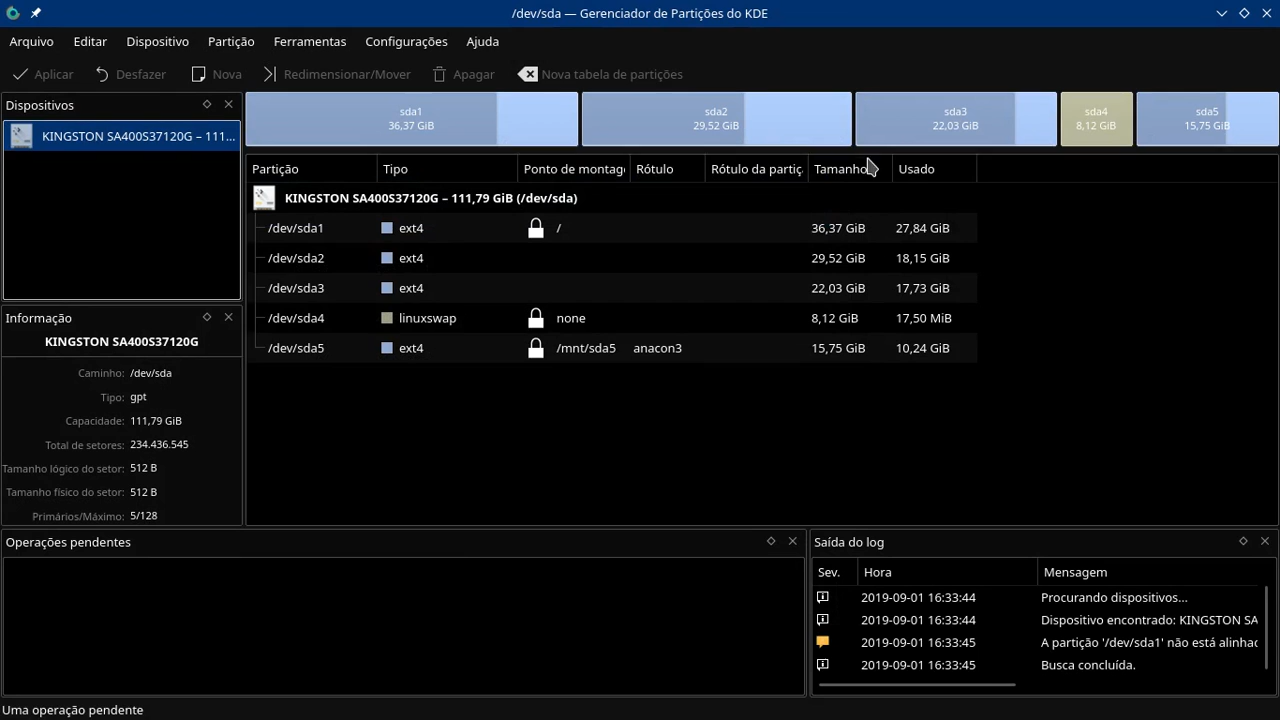 /dev/sda — Gerenciador de Partições do KDE
Arquivo Editar Dispositivo Partição Ferramentas Configurações Ajuda
Aplicar Desfazer Nova Redimensionar/Mover Apagar Nova tabela de partições
Dispositivos
KINGSTON SA400S37120G – 111...
sda1
36,37 GiB
sda2
29,52 GiB
sda3
22,03 GiB
sda4
8,12 GiB
sda5
15,75 GiB
Partição Tipo Ponto de montag Rótulo Rótulo da partiç Tamanho Usado
KINGSTON SA400S37120G – 111,79 GiB (/dev/sda)
/dev/sda1 ext4 / 36,37 GiB 27,84 GiB
/dev/sda2 ext4 29,52 GiB 18,15 GiB
/dev/sda3 ext4 22,03 GiB 17,73 GiB
/dev/sda4 linuxswap none 8,12 GiB 17,50 MiB
/dev/sda5 ext4 /mnt/sda5 anacon3 15,75 GiB 10,24 GiB
Informação
KINGSTON SA400S37120G
Caminho: /dev/sda
Tipo: gpt
Capacidade: 111,79 GiB
Total de setores: 234.436.545
Tamanho lógico do setor: 512 B
Tamanho físico do setor: 512 B
Primários/Máximo: 5/128
Operações pendentes
Saída do log
Sev. Hora Mensagem
2019-09-01 16:33:44 Procurando dispositivos...
2019-09-01 16:33:44 Dispositivo encontrado: KINGSTON SA
2019-09-01 16:33:45 A partição '/dev/sda1' não está alinhad
2019-09-01 16:33:45 Busca concluída.
Uma operação pendente